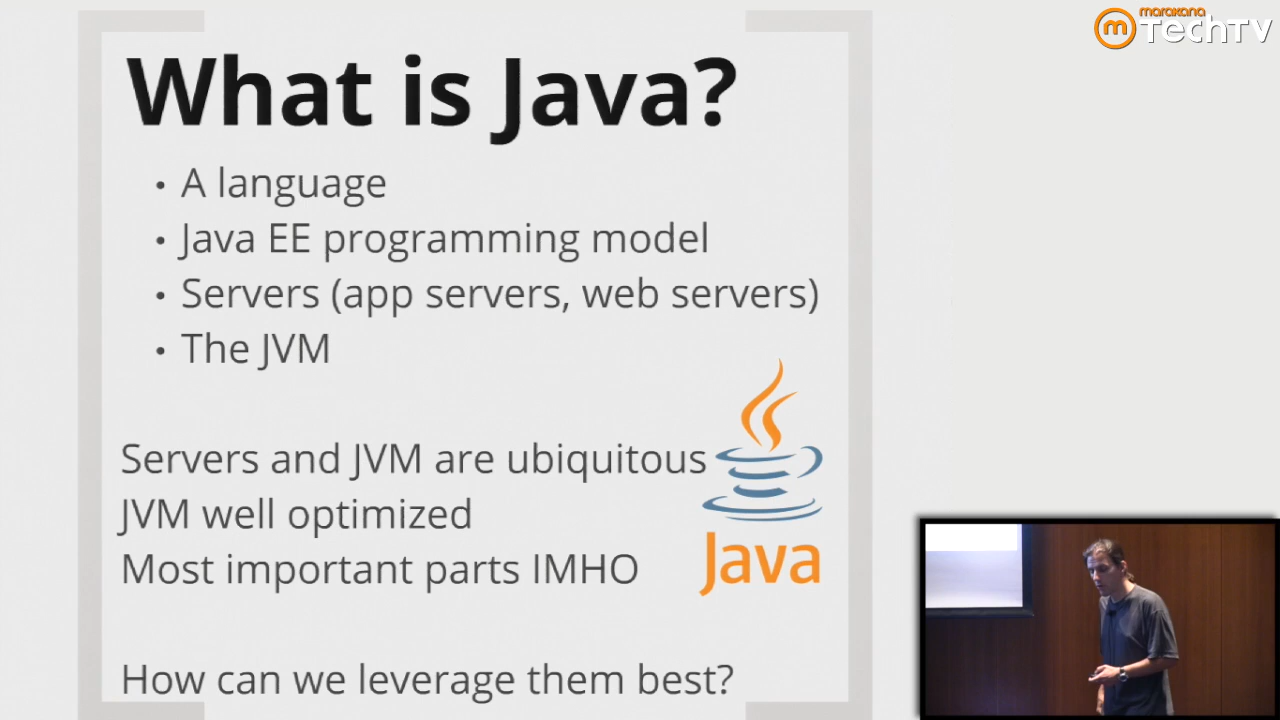 marakana
m TechTV
What is Java?
• A language
• Java EE programming model
• Servers (app servers, web servers)
• The JVM
Servers and JVM are ubiquitous
JVM well optimized
Most important parts IMHO
Java
How can we leverage them best?